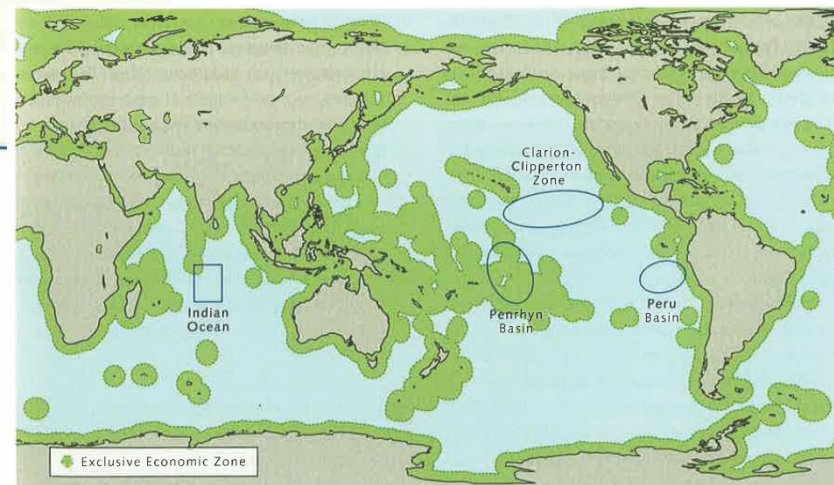 Clarion-
Clipperton
Zone
Indian
Ocean
Penrhyn
Basin
Peru
Basin
Exclusive Economic Zone